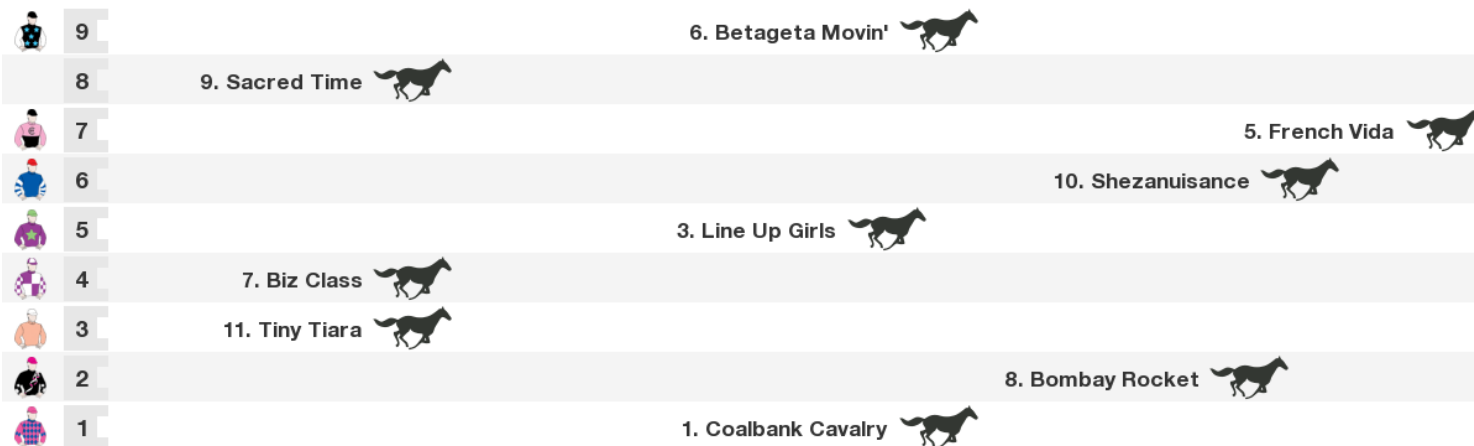 9 6. Betageta Movin'
8 9. Sacred Time
7 5. French Vida
6 10. Shezanuisance
5 3. Line Up Girls
4 7. Biz Class
3 11. Tiny Tiara
2 8. Bombay Rocket
1 1. Coalbank Cavalry